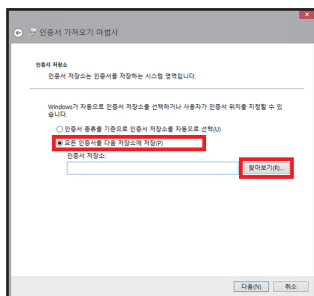 인증서 가져오기 마법사
인증서 저장소
인증서 저장소는 인증서를 저장하는 시스템 영역입니다.
Windows가 자동으로 인증서 저장소를 선택하거나 사용자가 인증서 위치를 지정할 수 있
습니다.
인증서 종류를 기준으로 인증서 저장소를 자동으로 선택(U)
모든 인증서를 다음 저장소에 저장(P)
인증서 저장소:
찾아보기(R)...
다음(N) 취소